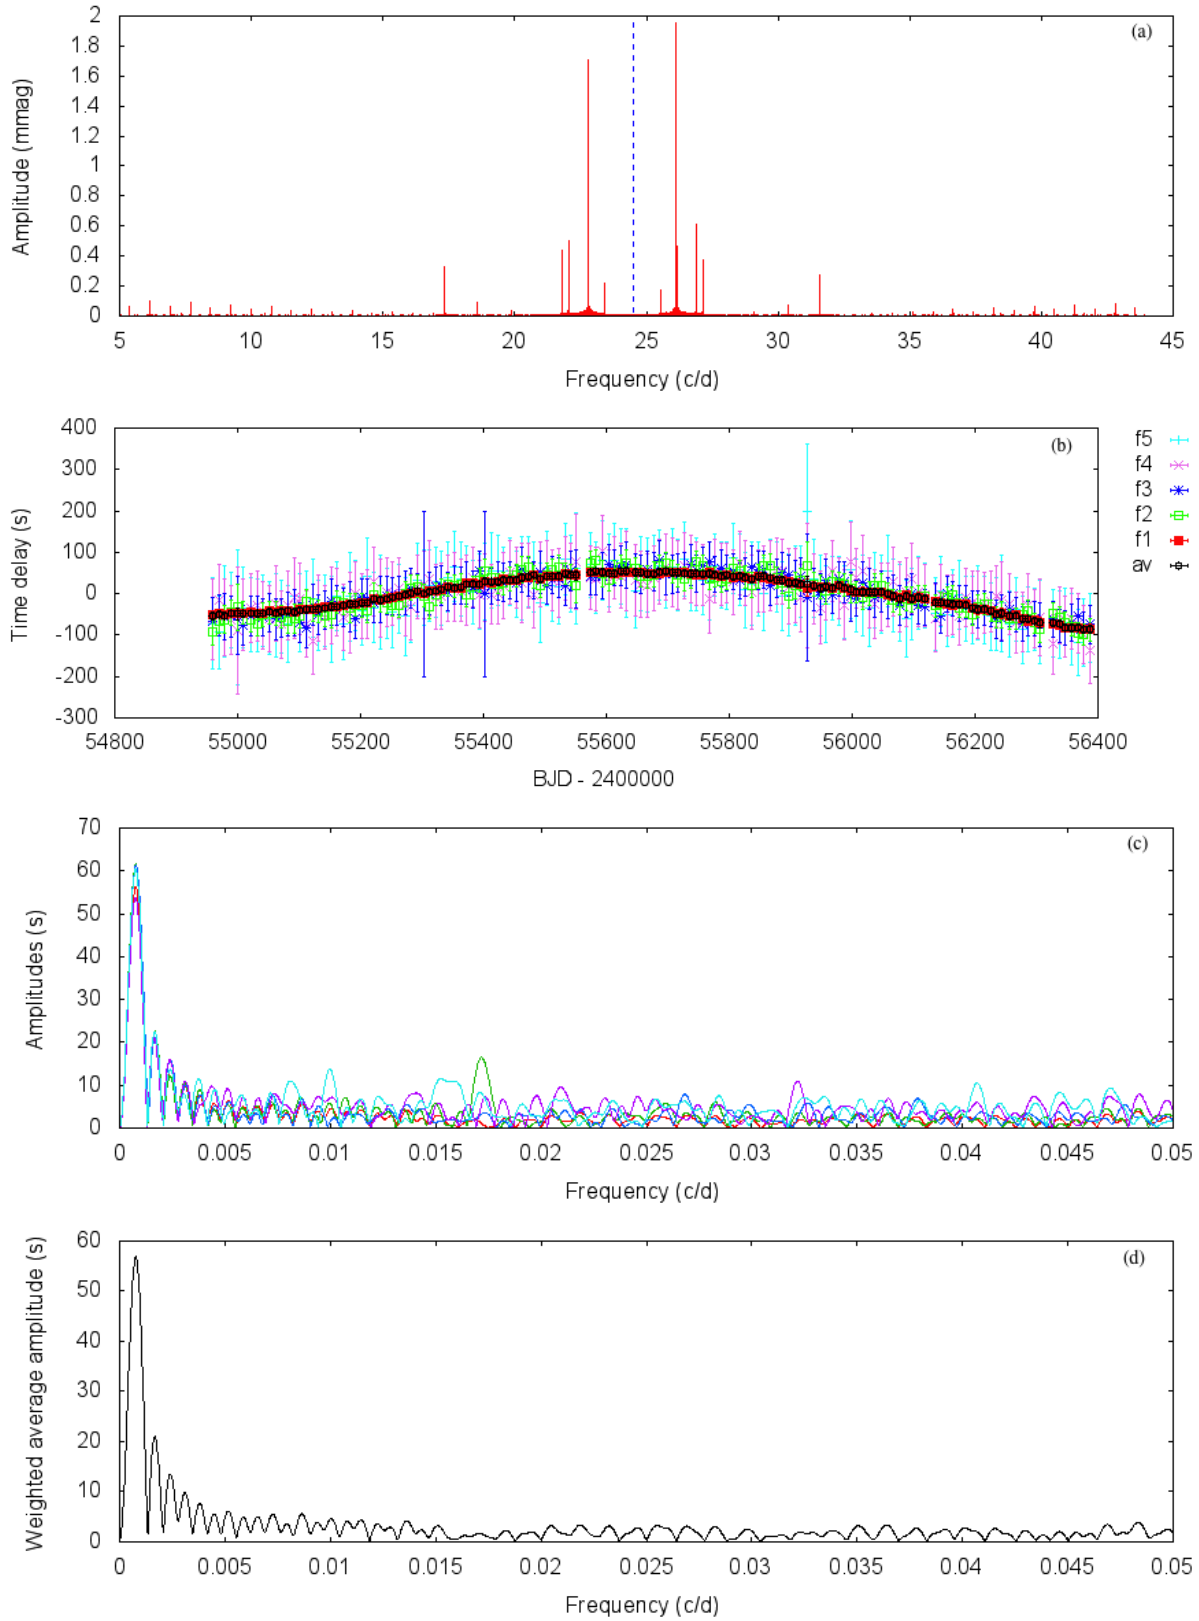 (a)
Amplitude (mmag)
2
1.8
1.6
1.4
1.2
1
0.8
0.6
0.4
0.2
0
5 10 15 20 25 30 35 40 45
Frequency (c/d)
(b)
Time delay (s)
400
300
200
100
0
-100
-200
-300
54800 55000 55200 55400 55600 55800 56000 56200 56400
BJD - 2400000
f5
f4
f3
f2
f1
av
(c)
Amplitudes (s)
70
60
50
40
30
20
10
0
0 0.005 0.01 0.015 0.02 0.025 0.03 0.035 0.04 0.045 0.05
Frequency (c/d)
(d)
Weighted average amplitude (s)
60
50
40
30
20
10
0
0 0.005 0.01 0.015 0.02 0.025 0.03 0.035 0.04 0.045 0.05
Frequency (c/d)